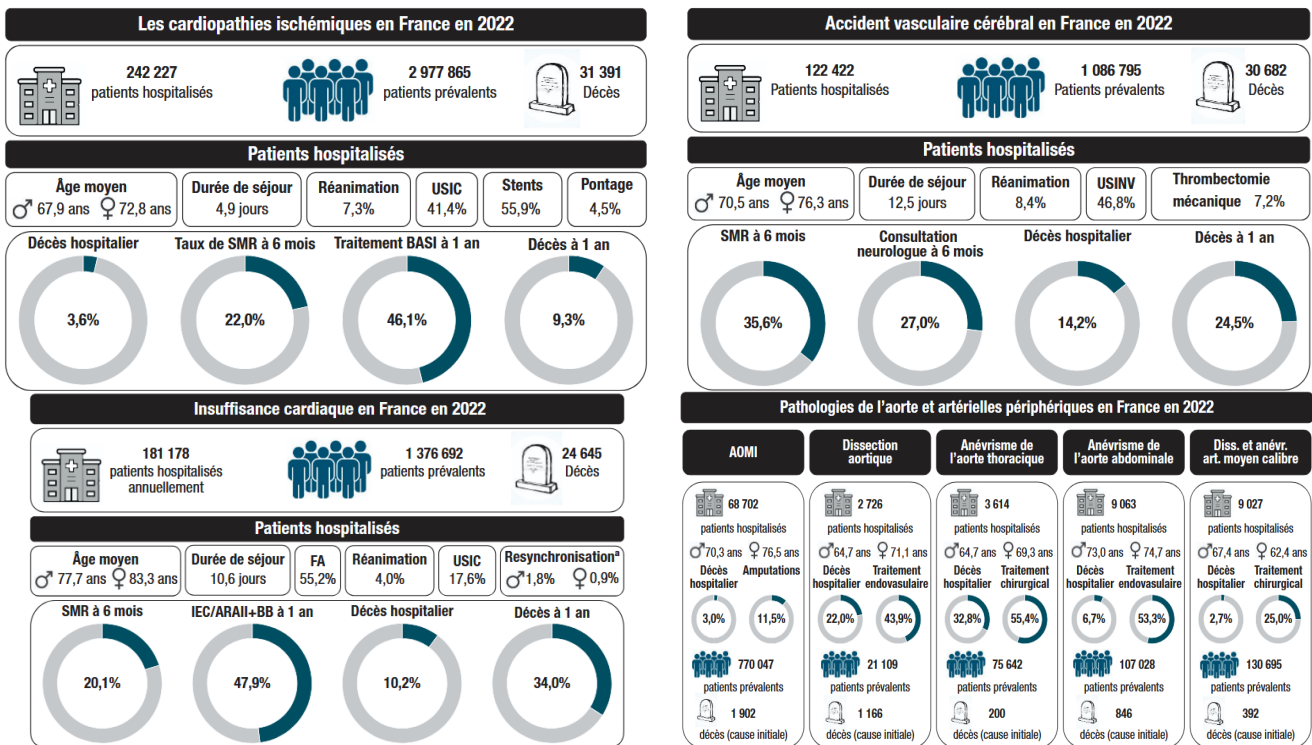 Les cardiopathies ischémiques en France en 2022
242 227
patients hospitalisés
2 977 865
patients prévalents
31 391
Décès
Patients hospitalisés
Âge moyen
♂ 67,9 ans ♀ 72,8 ans
Durée de séjour
4,9 jours
Réanimation
7,3%
USIC
41,4%
Stents
55,9%
Pontage
4,5%
Décès hospitalier
3,6%
Taux de SMR à 6 mois
22,0%
Traitement BASI à 1 an
46,1%
Décès à 1 an
9,3%
Insuffisance cardiaque en France en 2022
181 178
patients hospitalisés
annuellement
1 376 692
patients prévalents
24 645
Décès
Patients hospitalisés
Âge moyen
♂ 77,7 ans ♀ 83,3 ans
Durée de séjour
10,6 jours
FA
55,2%
Réanimation
4,0%
USIC
17,6%
Resynchronisationᵃ
♂ 1,8% ♀ 0,9%
SMR à 6 mois
20,1%
IEC/ARAII+BB à 1 an
47,9%
Décès hospitalier
10,2%
Décès à 1 an
34,0%
Accident vasculaire cérébral en France en 2022
122 422
Patients hospitalisés
1 086 795
Patients prévalents
30 682
Décès
Patients hospitalisés
Âge moyen
♂ 70,5 ans ♀ 76,3 ans
Durée de séjour
12,5 jours
Réanimation
8,4%
USINV
46,8%
Thrombectomie
mécanique 7,2%
SMR à 6 mois
35,6%
Consultation
neurologue à 6 mois
27,0%
Décès hospitalier
14,2%
Décès à 1 an
24,5%
Pathologies de l’aorte et artérielles périphériques en France en 2022
AOMI
68 702
patients hospitalisés
♂ 70,3 ans ♀ 76,5 ans
Décès
hospitalier
3,0%
Amputations
11,5%
770 047
patients prévalents
1 902
décès (cause initiale)
Dissection
aortique
2 726
patients hospitalisés
♂ 64,7 ans ♀ 71,1 ans
Décès
hospitalier
22,0%
Traitement
endovasulaire
43,9%
21 109
patients prévalents
1 166
décès (cause initiale)
Anévrisme de
l’aorte thoracique
3 614
patients hospitalisés
♂ 64,7 ans ♀ 69,3 ans
Décès
hospitalier
32,8%
Traitement
chirurgical
55,4%
75 642
patients prévalents
200
décès (cause initiale)
Anévrisme de
l’aorte abdominale
9 063
patients hospitalisés
♂ 73,0 ans ♀ 74,7 ans
Décès
hospitalier
6,7%
Traitement
endovasulaire
53,3%
107 028
patients prévalents
846
décès (cause initiale)
Diss. et anévr.
art. moyen calibre
9 027
patients hospitalisés
♂ 67,4 ans ♀ 62,4 ans
Décès
hospitalier
2,7%
Traitement
chirurgical
25,0%
130 695
patients prévalents
392
décès (cause initiale)